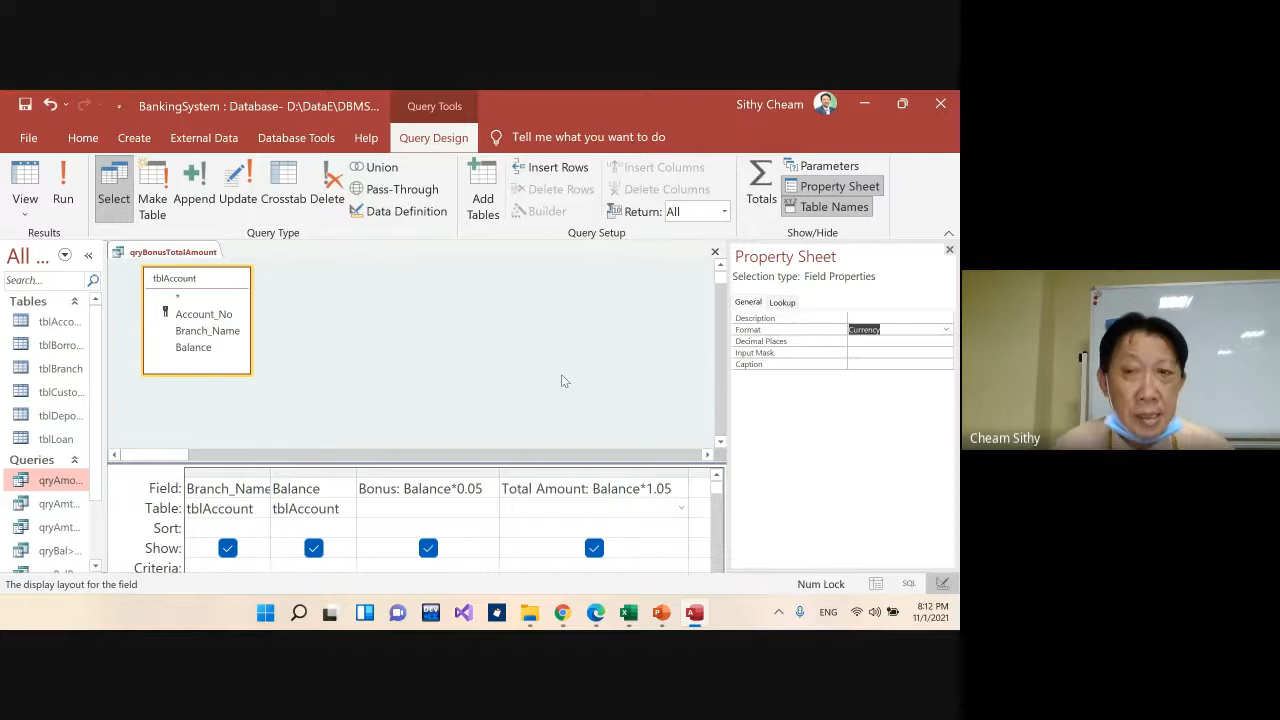 BankingSystem : Database- D:\DataE\DBMS...
Query Tools
Sithy Cheam
File
Home
Create
External Data
Database Tools
Help
Query Design
Tell me what you want to do
View
Run
Select
Make Table
Append
Update
Crosstab
Delete
Union
Pass-Through
Data Definition
Add Tables
Insert Rows
Delete Rows
Builder
Insert Columns
Delete Columns
Return: All
Totals
Parameters
Property Sheet
Table Names
Results
Query Type
Query Setup
Show/Hide
All ...
Search...
Tables
tblAcco...
tblBorro...
tblBranch
tblCusto...
tblDepo...
tblLoan
Queries
qryAmo...
qryAmt...
qryAmt...
qryBal>...
qryBonusTotalAmount
tblAccount
*
Account_No
Branch_Name
Balance
Property Sheet
Selection type: Field Properties
General
Lookup
Description
Format
Currency
Decimal Places
Input Mask
Caption
Field: Branch_Name Balance Bonus: Balance*0.05 Total Amount: Balance*1.05
Table: tblAccount tblAccount
Sort:
Show:
Criteria:
The display layout for the field
Num Lock
SQL
ENG
8:12 PM
11/1/2021
Cheam Sithy